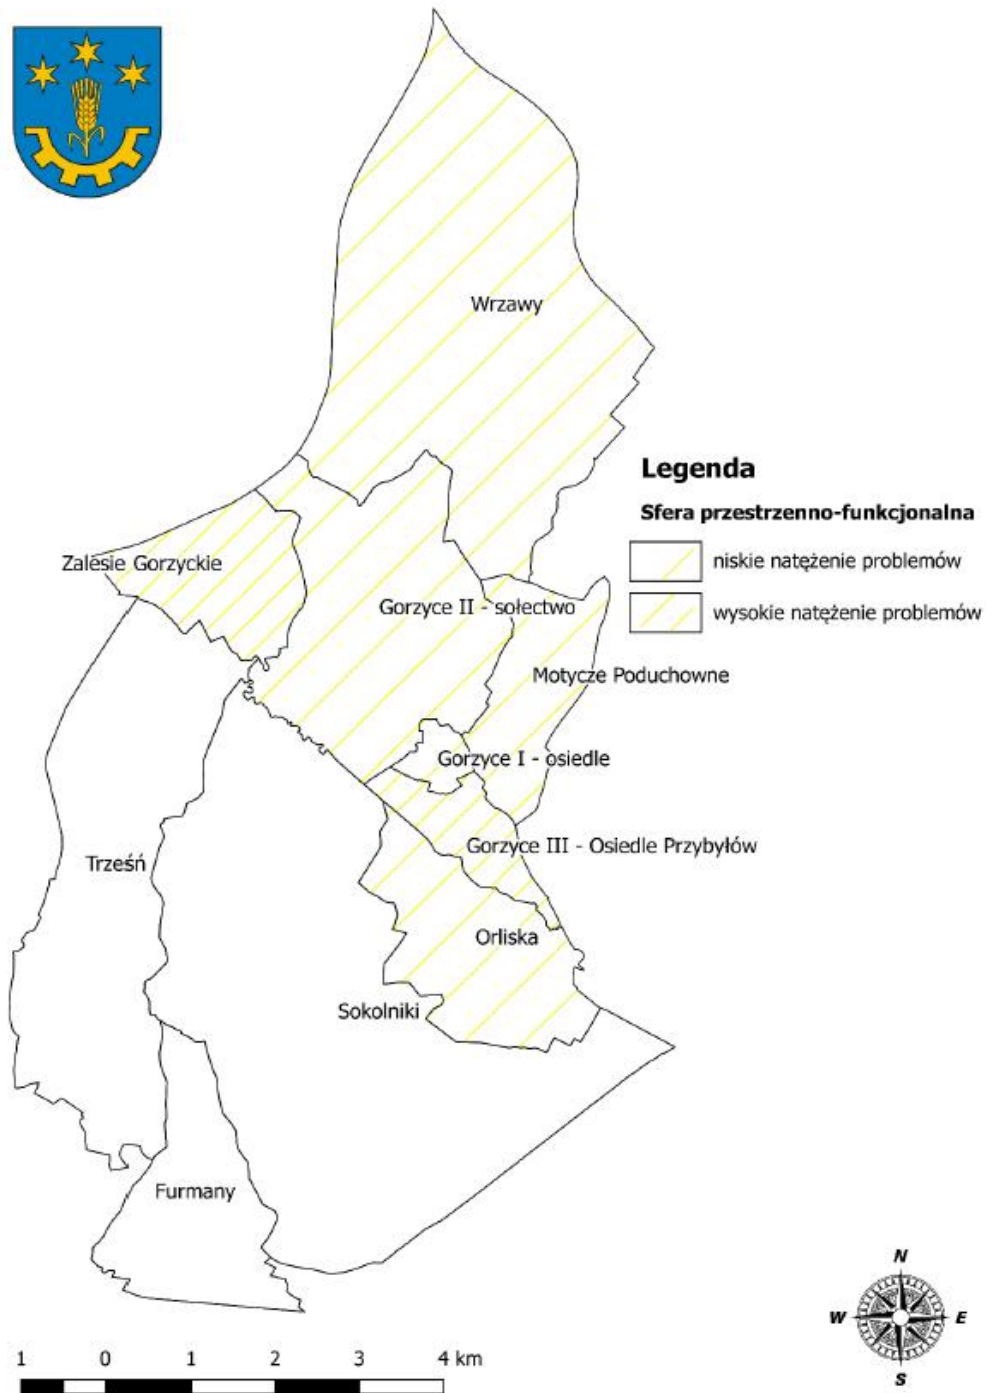 Wrzawy
Legenda
Sfera przestrzenno-funkcjonalna
niskie natężenie problemów
wysokie natężenie problemów
Zalesie Gorzyckie
Gorzyce II - sołectwo
Motycze Poduchowne
Gorzyce I - osiedle
Gorzyce III - Osiedle Przybyłów
Trześń
Orliska
Sokolniki
Furmany
N
W E
S
1 0 1 2 3 4 km